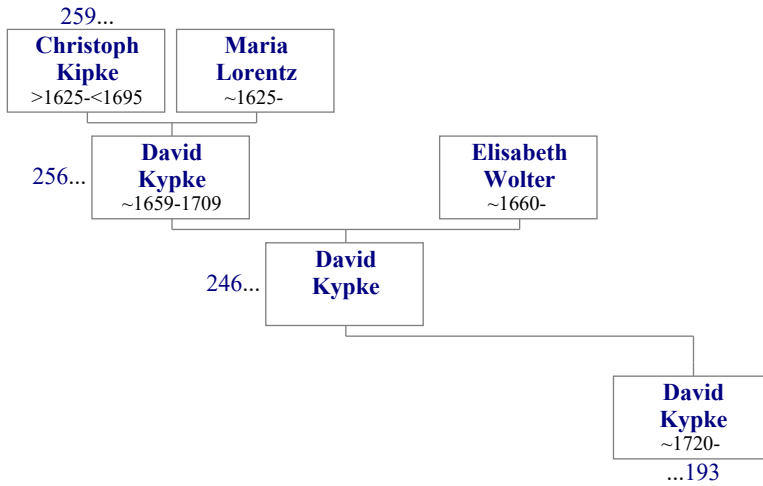 259...
Christoph
Kipke
>1625-<1695
Maria
Lorentz
~1625-
256...
David
Kypke
~1659-1709
Elisabeth
Wolter
~1660-
246...
David
Kypke
David
Kypke
~1720-
...193